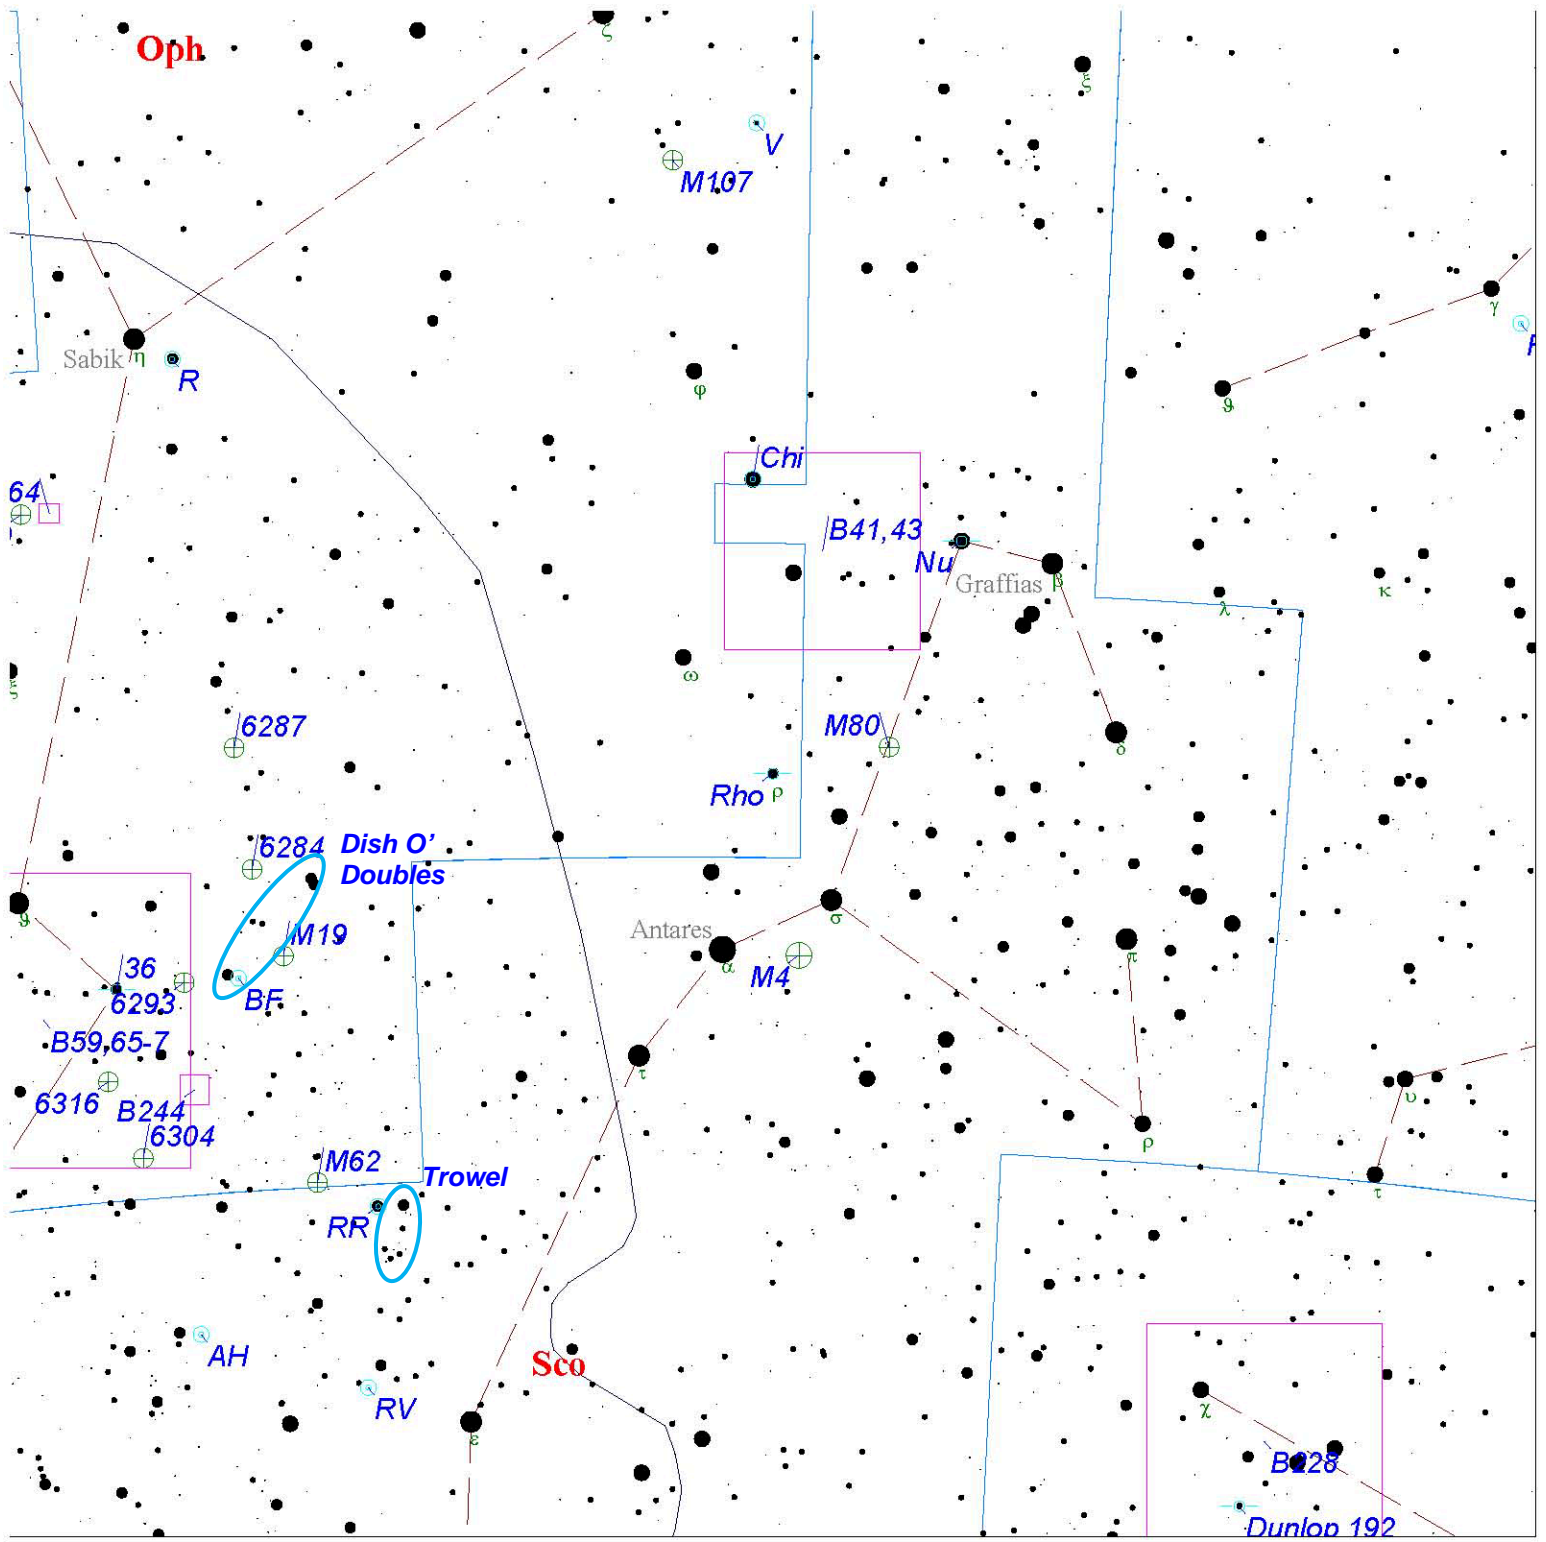 Oph
ζ
ξ
V
M107
γ
Sabik η
R
φ
ϑ
Chi
64
B41,43
Nu
Graffias β
λ
κ
ω
ξ
6287
M80
δ
Rho ρ
6284
Dish O'
Doubles
ϑ
σ
Antares
α
M19
M4
π
36
6293
BF
B59,65-7
τ
6316
B244
υ
6304
ρ
M62
Trowel
τ
RR
AH
Sco
RV
χ
ε
B228
Dunlop 192